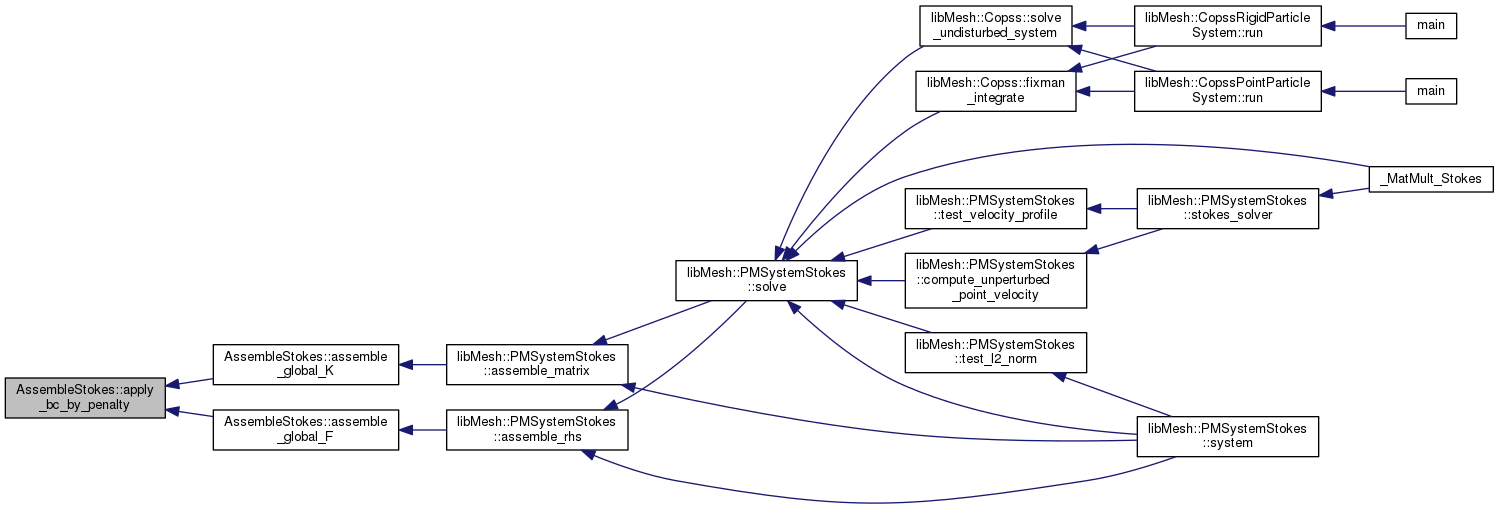 AssembleStokes::apply
_bc_by_penalty
AssembleStokes::assemble
_global_K
AssembleStokes::assemble
_global_F
libMesh::PMSystemStokes
::assemble_matrix
libMesh::PMSystemStokes
::assemble_rhs
libMesh::PMSystemStokes
::solve
libMesh::Copss::solve
_undisturbed_system
libMesh::Copss::fixman
_integrate
libMesh::PMSystemStokes
::test_velocity_profile
libMesh::PMSystemStokes
::compute_unperturbed
_point_velocity
libMesh::PMSystemStokes
::test_l2_norm
libMesh::CopssRigidParticle
System::run
libMesh::CopssPointParticle
System::run
libMesh::PMSystemStokes
::stokes_solver
libMesh::PMSystemStokes
::system
main
main
_MatMult_Stokes